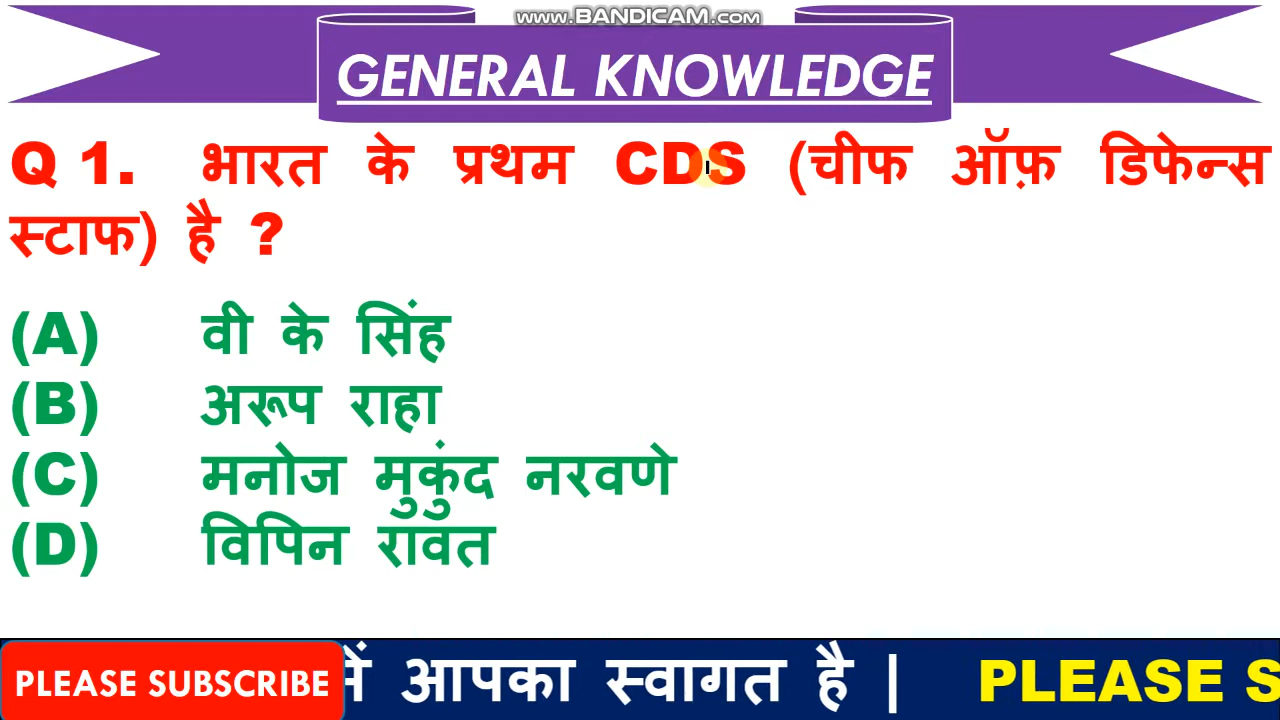 www.BANDICAM.com
GENERAL KNOWLEDGE
Q 1. भारत के प्रथम CDS (चीफ ऑफ़ डिफेन्स
स्टाफ) है ?
(A) वी के सिंह
(B) अरूप राहा
(C) मनोज मुकुंद नरवणे
(D) विपिन रावत
PLEASE SUBSCRIBE में आपका स्वागत है | PLEASE S